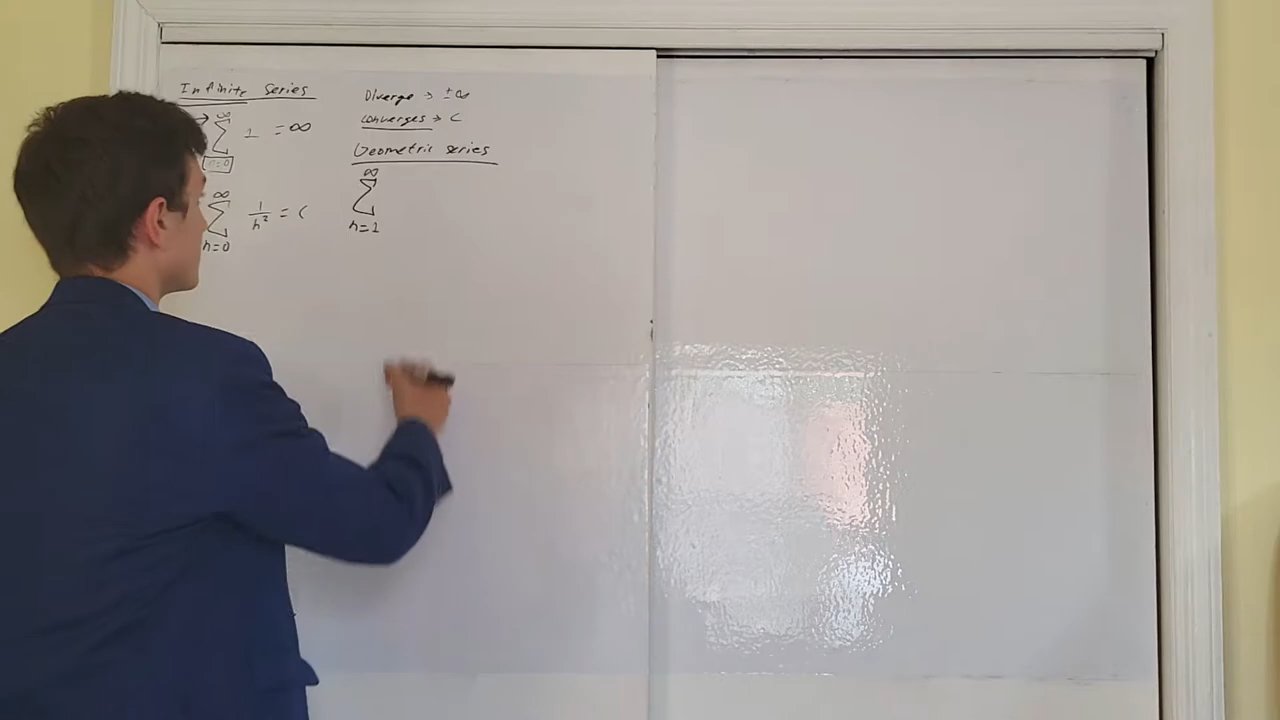 Infinite Series
→ ∞
∑ 1 = ∞
n=0
∞
∑ 1/n² = C
n=0
Diverge → ±∞
converges → C
Geometric series
∞
∑
n=1